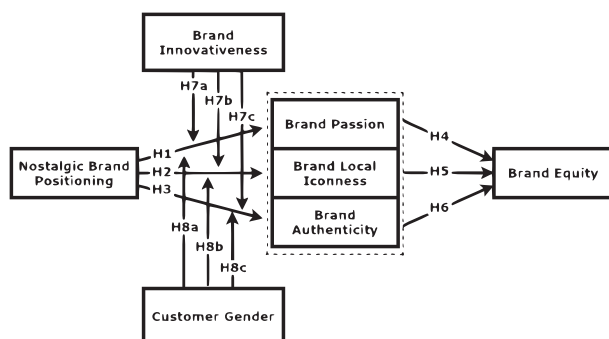 Brand
Innovativeness
H7a
H7b
H7c
Brand Passion
H4
H1
Nostalgic Brand
Positioning
H2
Brand Local
Iconness
H5
Brand Equity
H3
Brand
Authenticity
H6
H8a
H8b
H8c
Customer Gender